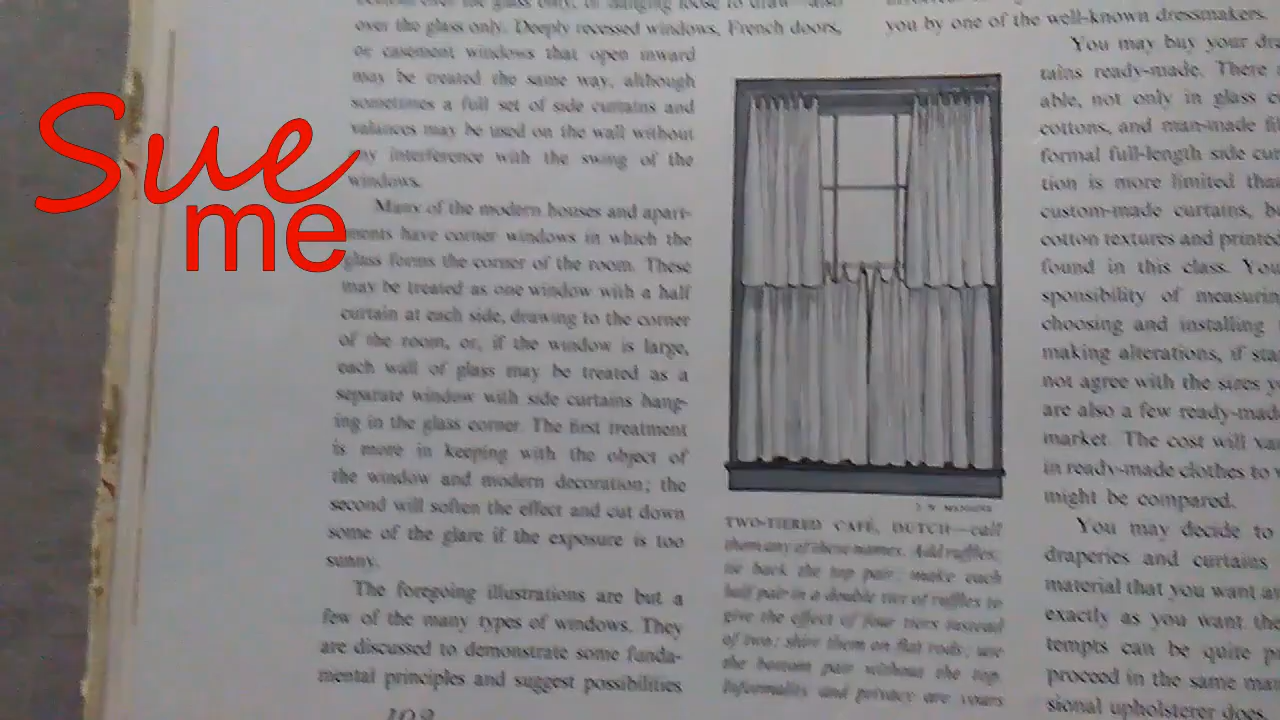 Sue
me
over the glass only. Deeply recessed windows, French doors,
or casement windows that open inward
may be treated the same way, although
sometimes a full set of side curtains and
valances may be used on the wall without
any interference with the swing of the
windows.
Many of the modern houses and apart-
ments have corner windows in which the
glass forms the corner of the room. These
may be treated as one window with a half
curtain at each side, drawing to the corner
of the room, or, if the window is large,
each wall of glass may be treated as a
separate window with side curtains hang-
ing in the glass corner. The first treatment
is more in keeping with the object of
the window and modern decoration; the
second will soften the effect and cut down
some of the glare if the exposure is too
sunny.
The foregoing illustrations are but a
few of the many types of windows. They
are discussed to demonstrate some funda-
mental principles and suggest possibilities
TWO-TIERED CAFÉ, DUTCH—call
them any of these names. Add ruffles;
tie back the top pair; make each
half pair in a double tier of ruffles to
give the effect of four tiers instead
of two; shirr them on flat rods; use
the bottom pair without the top.
Informality and privacy are yours
you by one of the well-known dressmakers.
You may buy your
tains ready-made. There
able, not only in glass
cottons, and man-made
formal full-length side
tion is more limited
custom-made curtains,
cotton textures and
found in this class.
sponsibility of
choosing and installing
making alterations, if
not agree with the sizes
are also a few
market. The cost will
in ready-made clothes to
might be compared.
You may decide to
draperies and curtains
material that you want
exactly as you want
tempts can be quite
proceed in the same
sional upholsterer does.